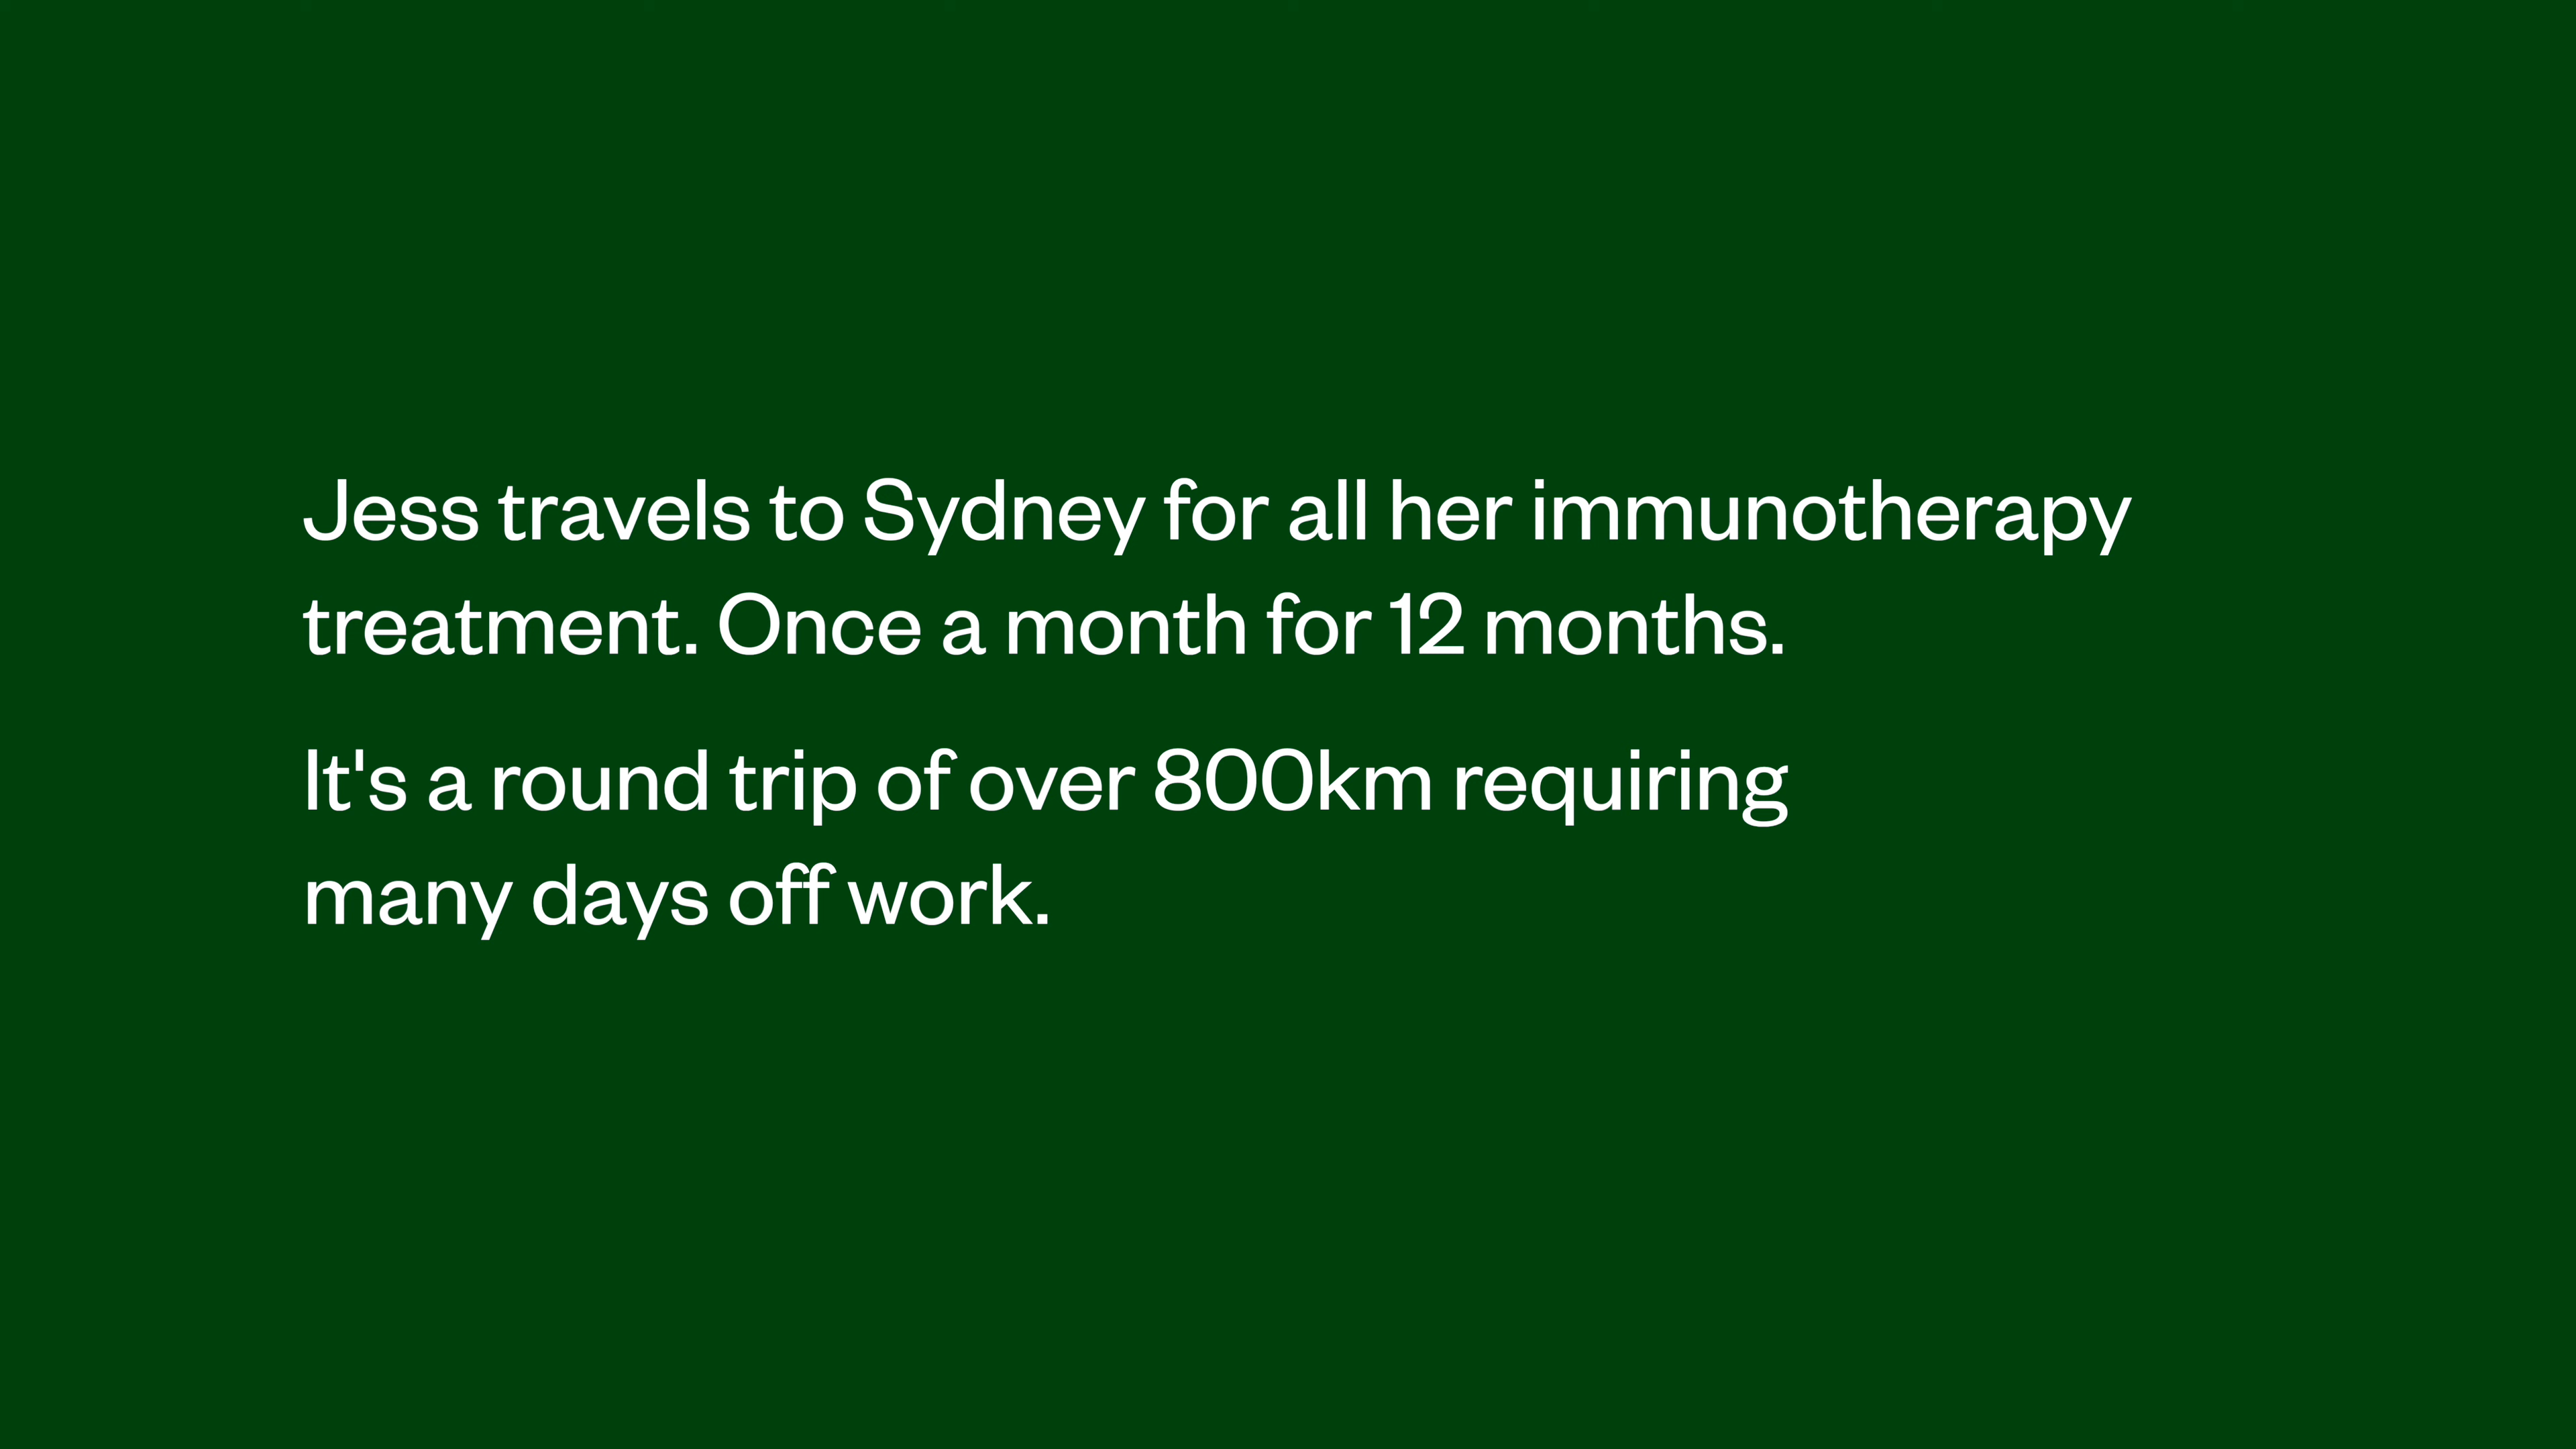 Jess travels to Sydney for all her immunotherapy
treatment. Once a month for 12 months.
It's a round trip of over 800km requiring
many days off work.